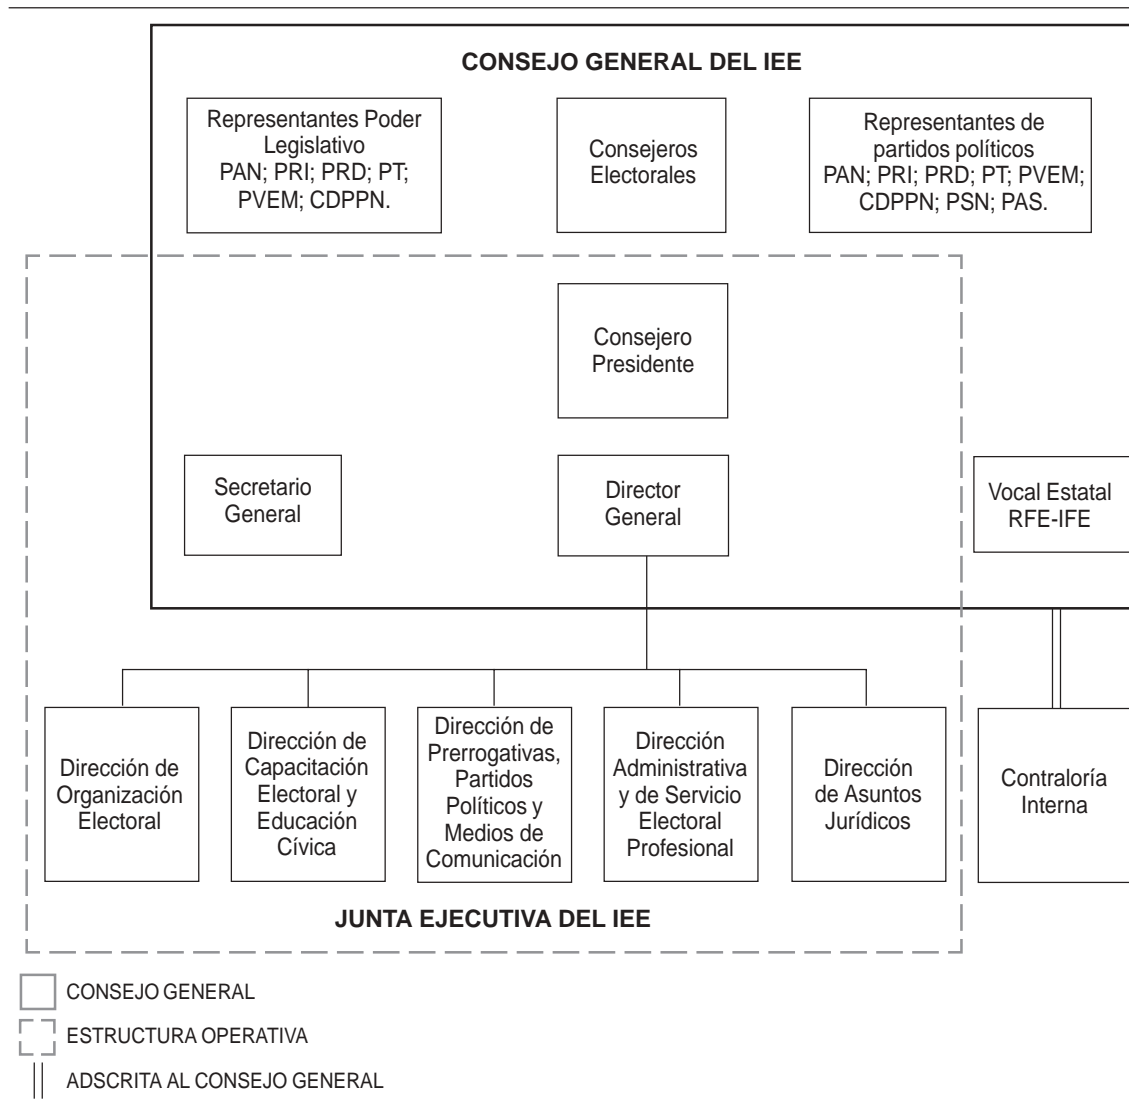 CONSEJO GENERAL DEL IEE
Representantes Poder
Legislativo
PAN; PRI; PRD; PT;
PVEM; CDPPN.
Consejeros
Electorales
Representantes de
partidos políticos
PAN; PRI; PRD; PT; PVEM;
CDPPN; PSN; PAS.
Consejero
Presidente
Secretario
General
Director
General
Vocal Estatal
RFE-IFE
Dirección de
Organización
Electoral
Dirección de
Capacitación
Electoral y
Educación
Cívica
Dirección de
Prerrogativas,
Partidos
Políticos y
Medios de
Comunicación
Dirección
Administrativa
y de Servicio
Electoral
Profesional
Dirección
de Asuntos
Jurídicos
Contraloría
Interna
JUNTA EJECUTIVA DEL IEE
CONSEJO GENERAL
ESTRUCTURA OPERATIVA
ADSCRITA AL CONSEJO GENERAL